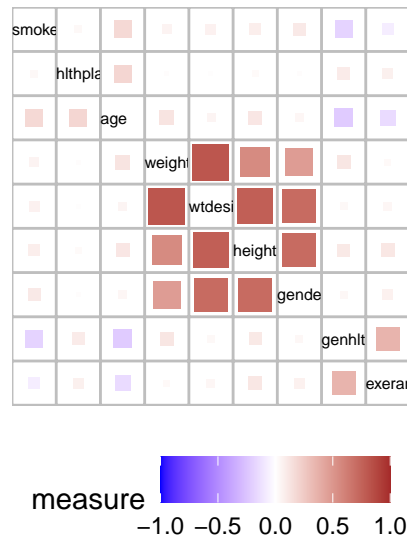 smoke
hlthpla
age
weight
wtdesi
height
gende
genhlt
exeran
measure
−1.0 −0.5 0.0 0.5 1.0